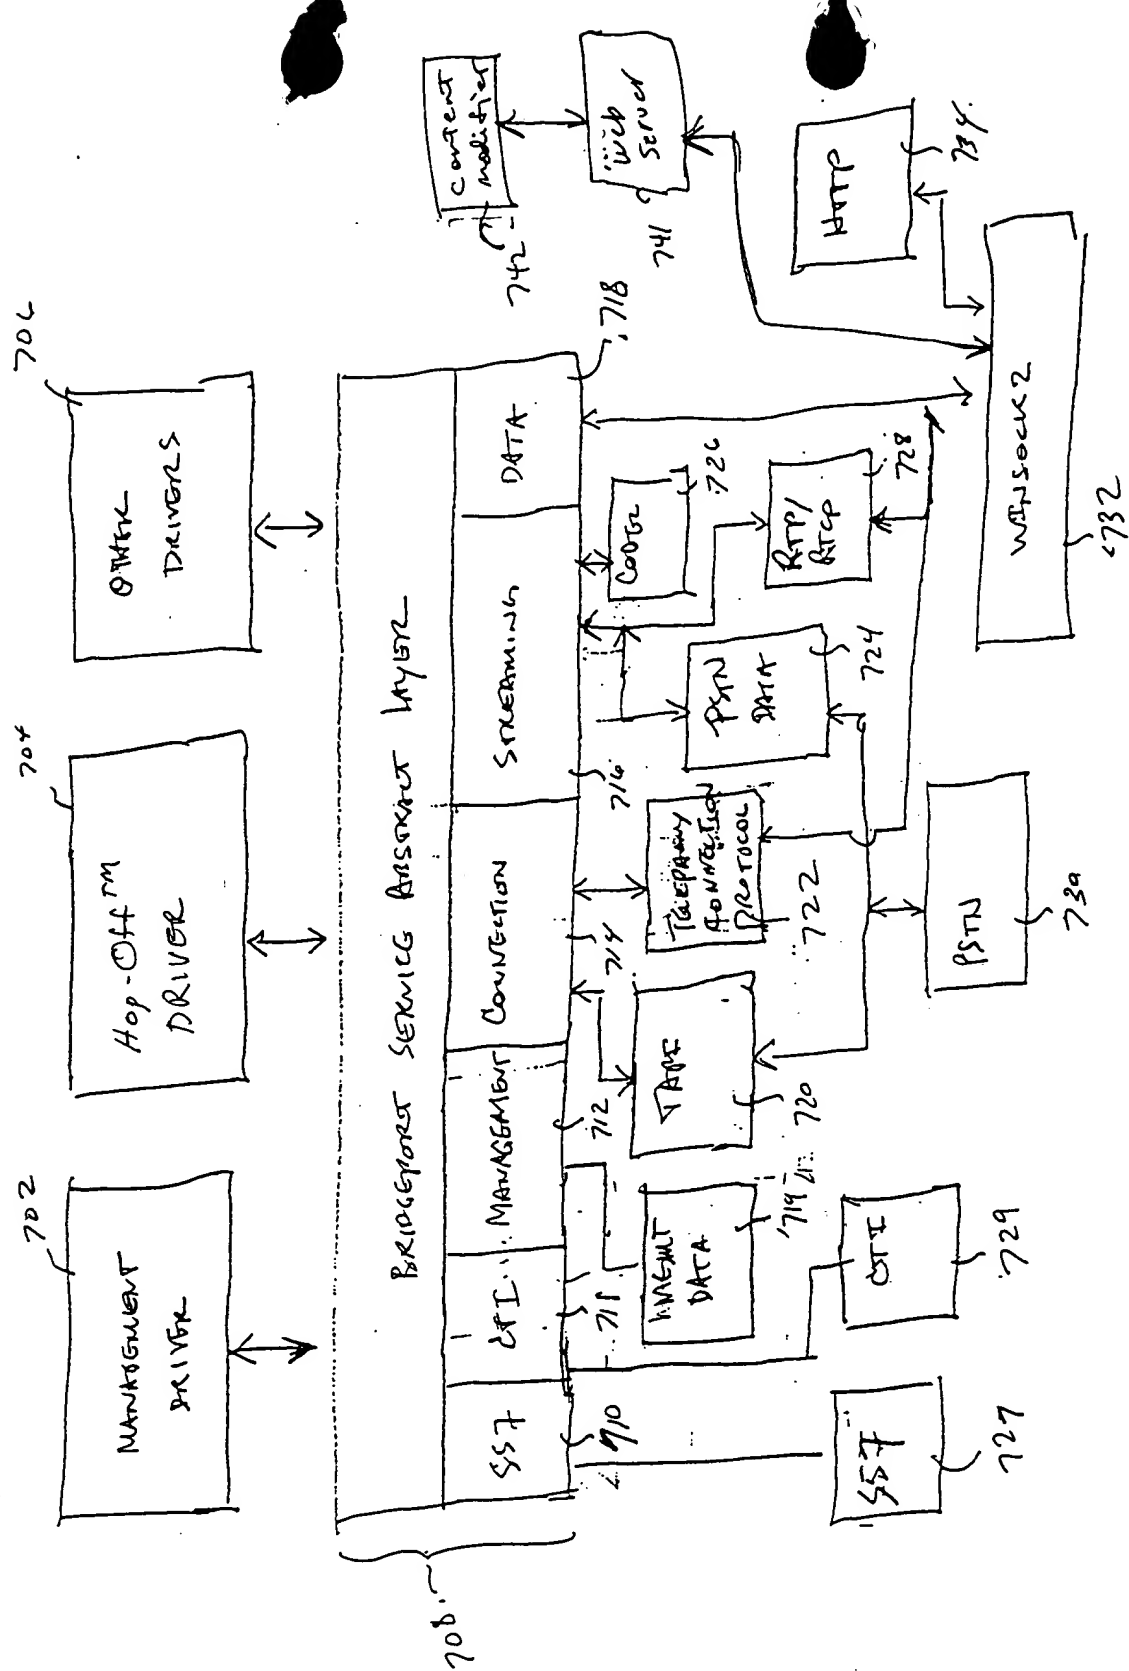 702
MANAGEMENT
DRIVER
704
Hop-Off™
DRIVER
706
OTHER
DRIVERS
708
BRIDGEPORT SERVICE ABSTRACT LAYER
SS7
CTI
MANAGEMENT
CONNECTION
STREAMING
DATA
710
711
712
714
716
718
MGMT
DATA
719
TAPI
720
TELEPHONY
CONNECTION
PROTOCOL
722
PSTN
DATA
724
CODEC
726
RTP/
RTCP
728
SS7
727
CTI
729
PSTN
730
WINSOCK2
732
HTTP
734
Web
Server
741
Content
modifier
742